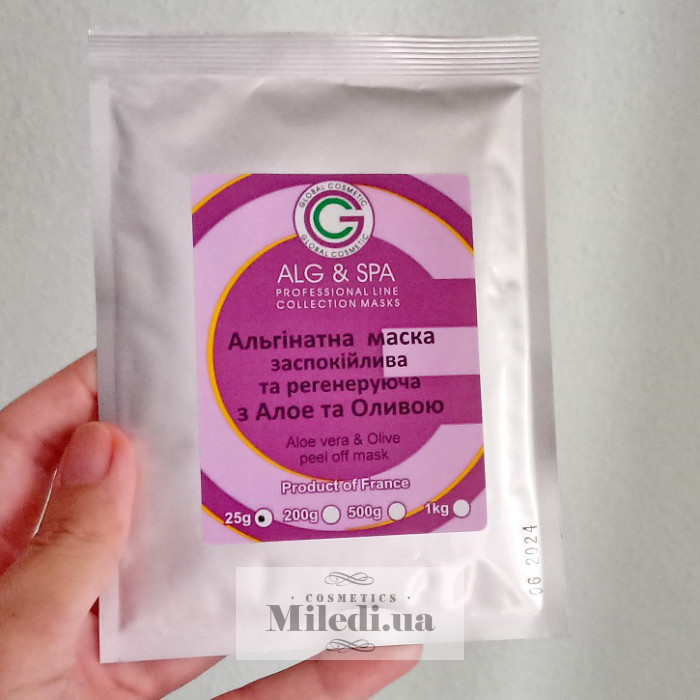 GLOBAL COSMETIC
GLOBAL COSMETIC
ALG & SPA
PROFESSIONAL LINE
COLLECTION MASKS
Альгінатна маска
заспокійлива
та регенеруюча
з Алое та Оливою
Aloe vera & Olive
peel off mask
Product of France
25g 200g 500g 1kg
06 2024
· COSMETICS ·
Miledi.ua